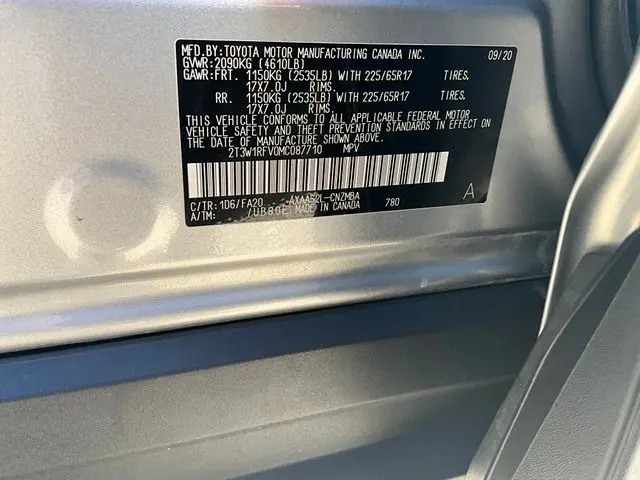 MFD.BY:TOYOTA MOTOR MANUFACTURING CANADA INC. 09/20
GVWR:2090KG (4610LB)
GAWR:FRT. 1150KG (2535LB) WITH 225/65R17 TIRES.
17X7.0J RIMS.
RR. 1150KG (2535LB) WITH 225/65R17 TIRES.
17X7.0J RIMS.
THIS VEHICLE CONFORMS TO ALL APPLICABLE FEDERAL MOTOR
VEHICLE SAFETY AND THEFT PREVENTION STANDARDS IN EFFECT ON
THE DATE OF MANUFACTURE SHOWN ABOVE.
2T3W1RFV0MC087710 MPV
C/TR:1D6/FA20 AXAA52L-CNZMBA 780 A
A/TM: /UB80E MADE IN CANADA